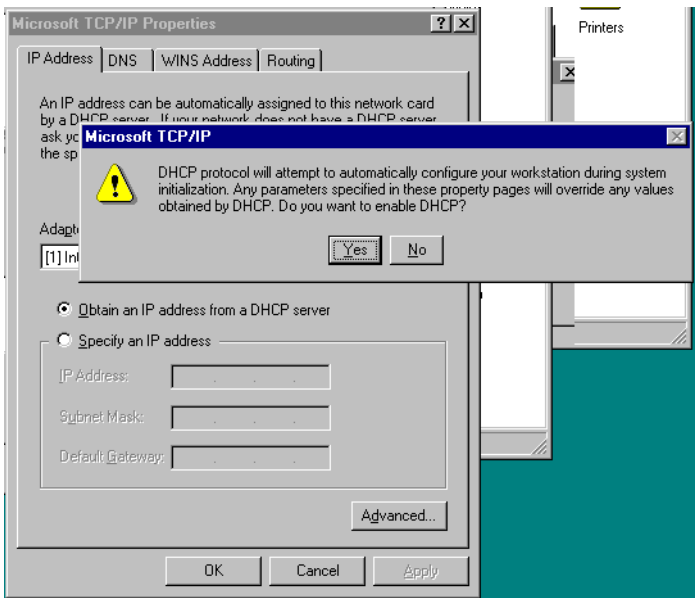 Microsoft TCP/IP Properties
Printers
IP Address
DNS
WINS Address
Routing
An IP address can be automatically assigned to this network card
by a DHCP server. If your network does not have a DHCP server,
ask
the
Microsoft TCP/IP
DHCP protocol will attempt to automatically configure your workstation during system
initialization. Any parameters specified in these property pages will override any values
obtained by DHCP. Do you want to enable DHCP?
Yes
No
[1]
Obtain an IP address from a DHCP server
Specify an IP address
IP Address:
Subnet Mask:
Default Gateway:
Advanced...
OK
Cancel
Apply